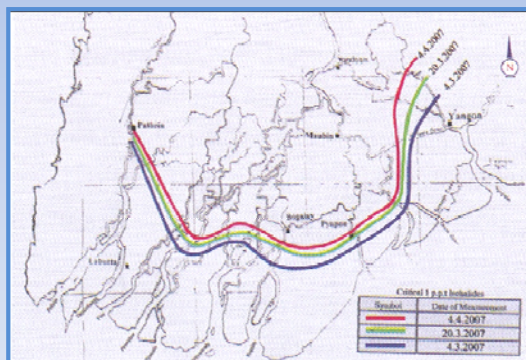 4.4.2007
20.3.2007
4.3.2007
N
Pathein
Yangon
Maubin
Bogalay
Pyapon
Labutta
Critical 1 p.p.t Isohalides
Symbol Date of Measurement
4.4.2007
20.3.2007
4.3.2007